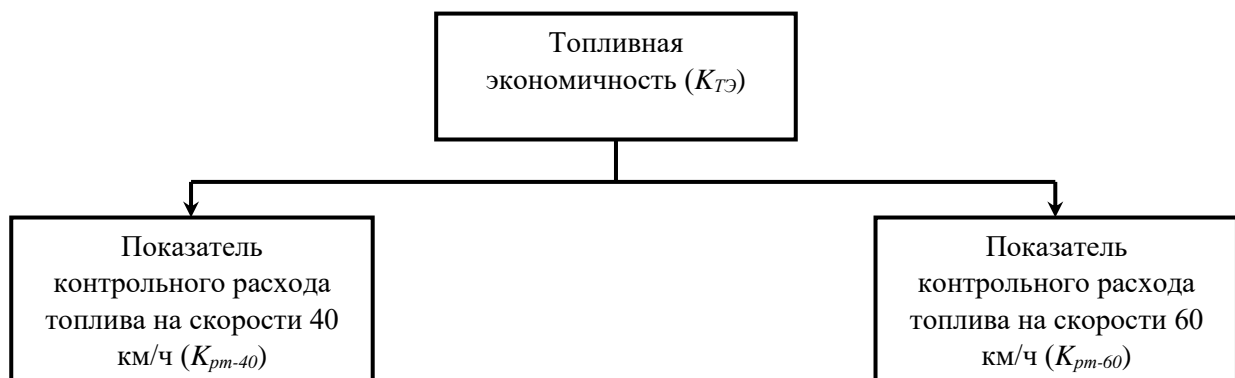 Топливная
экономичность (KТЭ)
Показатель
контрольного расхода
топлива на скорости 40
км/ч (Kрт-40)
Показатель
контрольного расхода
топлива на скорости 60
км/ч (Kрт-60)